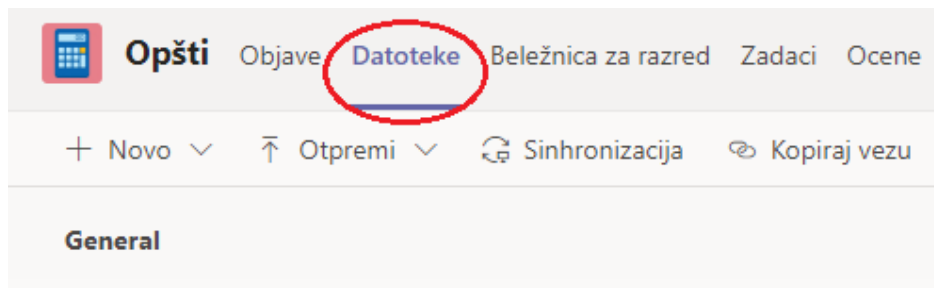 Opšti Objave Datoteke Beležnica za razred Zadaci Ocene
Novo Otpremi Sinhronizacija Kopiraj vezu
General